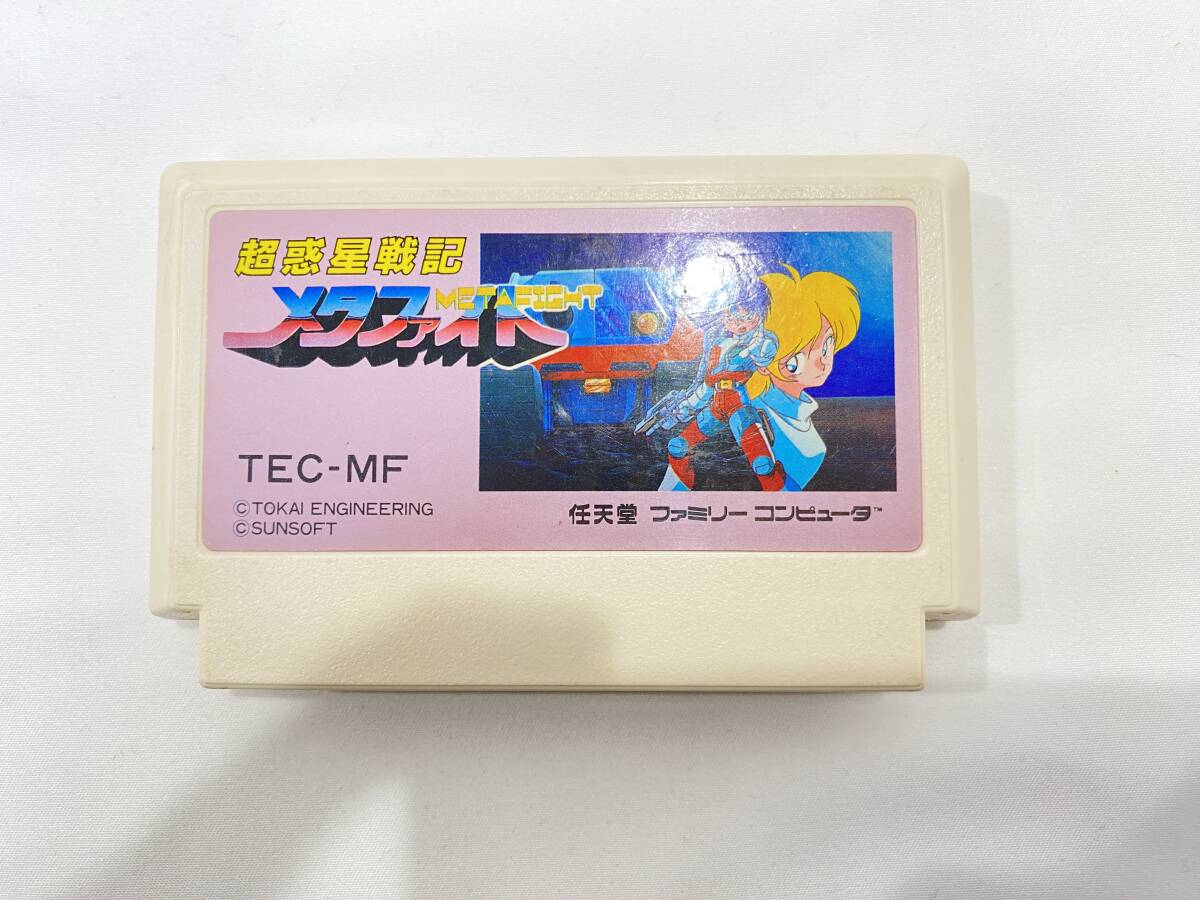 超惑星戦記
METAFIGHT
メタファイト
TEC-MF
©TOKAI ENGINEERING
©SUNSOFT
任天堂 ファミリー コンピュータ™